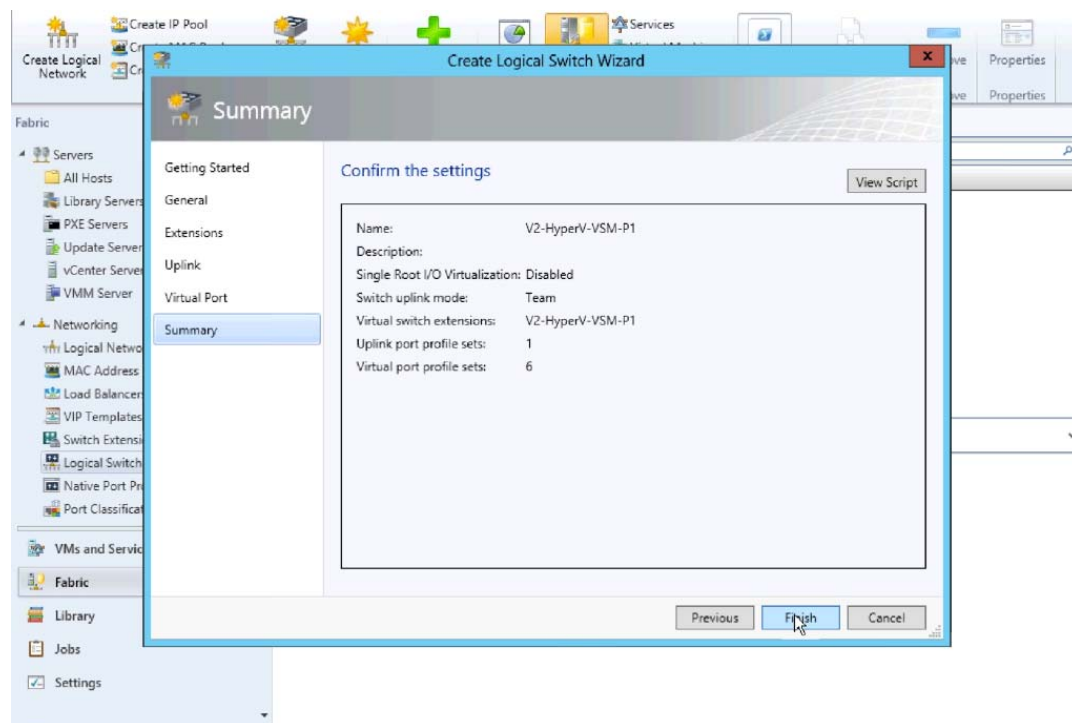 Create IP Pool
Services
Create Logical
Network
Properties
Properties
Fabric
Servers
All Hosts
Library Servers
PXE Servers
Update Server
vCenter Server
VMM Server
Networking
Logical Netwo
MAC Address
Load Balancer
VIP Templates
Switch Extensi
Logical Switch
Native Port Pr
Port Classificat
VMs and Servic
Fabric
Library
Jobs
Settings
Create Logical Switch Wizard
x
Summary
Getting Started
General
Extensions
Uplink
Virtual Port
Summary
Confirm the settings
View Script
Name: V2-HyperV-VSM-P1
Description:
Single Root I/O Virtualization: Disabled
Switch uplink mode: Team
Virtual switch extensions: V2-HyperV-VSM-P1
Uplink port profile sets: 1
Virtual port profile sets: 6
Previous Finish Cancel